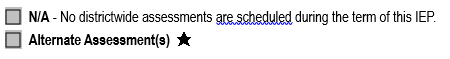 N/A - No districtwide assessments are scheduled during the term of this IEP.
Alternate Assessment(s) ★